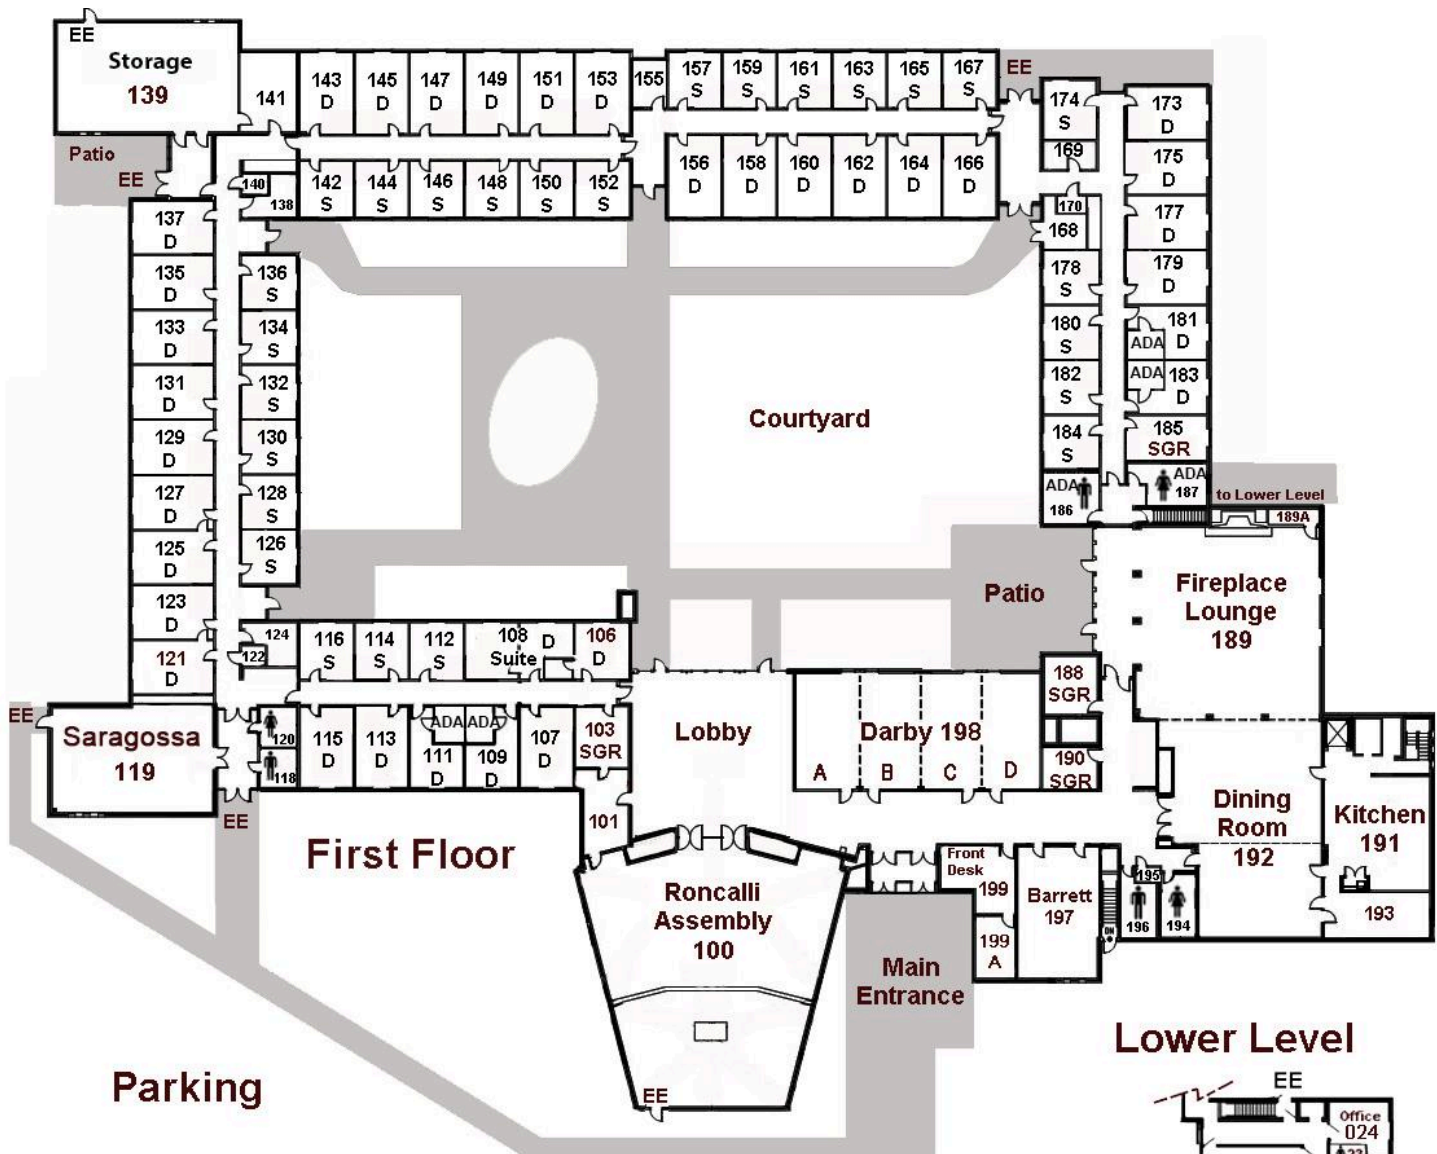 EE
Storage
139
141
143
D
145
D
147
D
149
D
151
D
153
D
155
157
S
159
S
161
S
163
S
165
S
167
S
EE
174
S
169
173
D
175
D
177
D
179
D
181
D
ADA
ADA
183
D
185
SGR
ADA
187
to Lower Level
Patio
EE
140
138
142
S
144
S
146
S
148
S
150
S
152
S
156
D
158
D
160
D
162
D
164
D
166
D
170
168
178
S
180
S
182
S
184
S
ADA
186
137
D
135
D
133
D
131
D
129
D
127
D
125
D
123
D
121
D
136
S
134
S
132
S
130
S
128
S
126
S
124
122
Courtyard
Patio
189A
Fireplace
Lounge
189
116
S
114
S
112
S
108
Suite
D
106
D
EE
Saragossa
119
120
118
EE
115
D
113
D
ADA
ADA
111
D
109
D
107
D
103
SGR
101
Lobby
Darby 198
A
B
C
D
188
SGR
190
SGR
Dining
Room
192
Kitchen
191
193
First Floor
Roncalli
Assembly
100
EE
Front
Desk
199
199
A
Barrett
197
DN
195
196
194
Main
Entrance
Parking
Lower Level
EE
Office
024
23